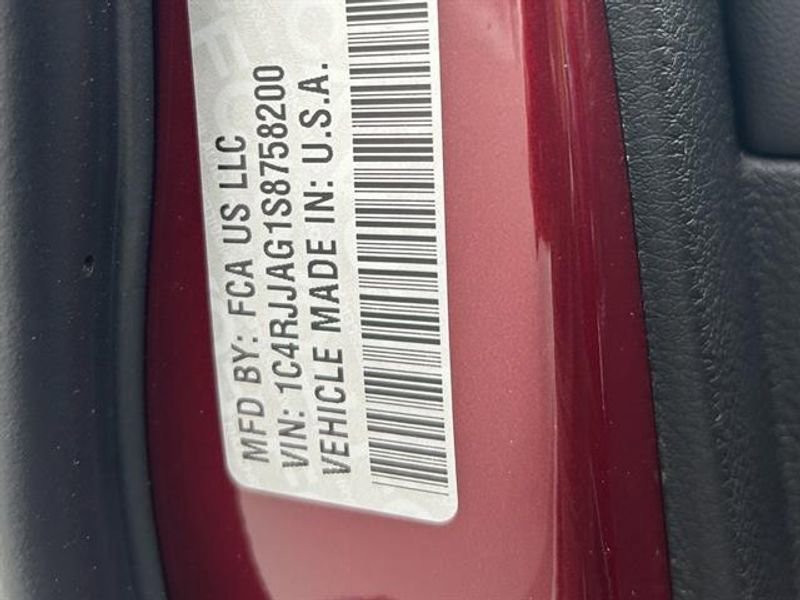 MFD BY: FCA US LLC
VIN: 1C4RJJAG1S8758200
VEHICLE MADE IN: U.S.A.